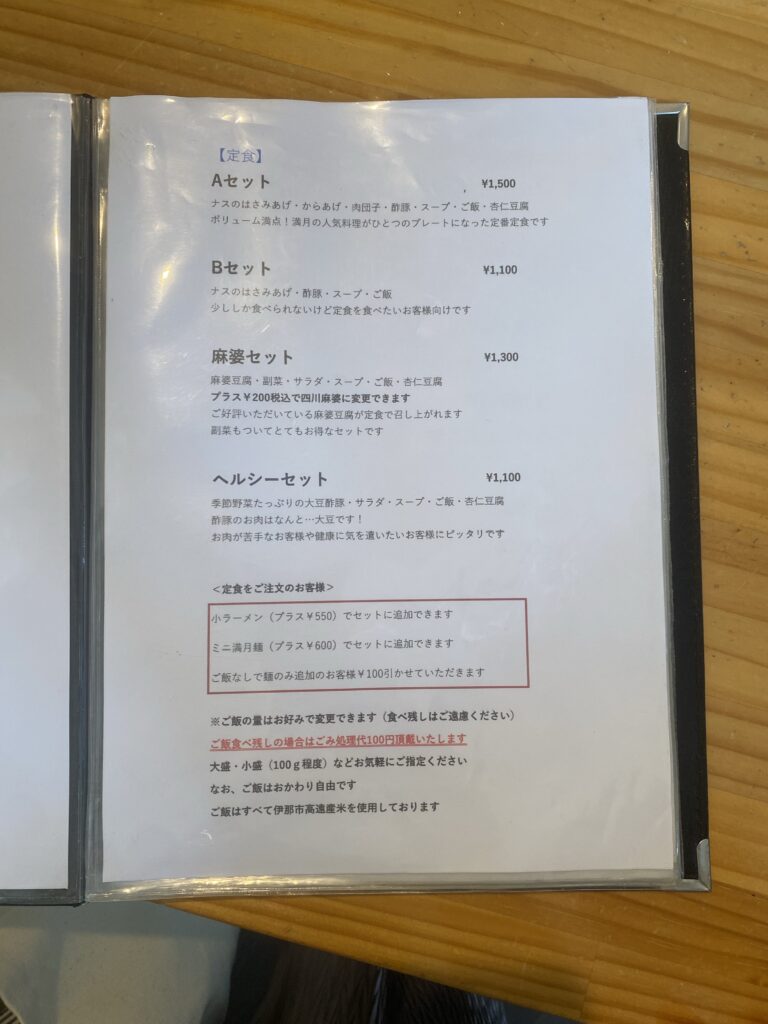 【定食】
Aセット ¥1,500
ナスのはさみあげ・からあげ・肉団子・酢豚・スープ・ご飯・杏仁豆腐
ボリューム満点！満月の人気料理がひとつのプレートになった定番定食です
Bセット ¥1,100
ナスのはさみあげ・酢豚・スープ・ご飯
少ししか食べられないけど定食を食べたいお客様向けです
麻婆セット ¥1,300
麻婆豆腐・副菜・サラダ・スープ・ご飯・杏仁豆腐
プラス¥200税込で四川麻婆に変更できます
ご好評いただいている麻婆豆腐が定食で召し上がれます
副菜もついてとてもお得なセットです
ヘルシーセット ¥1,100
季節野菜たっぷりの大豆酢豚・サラダ・スープ・ご飯・杏仁豆腐
酢豚のお肉はなんと…大豆です！
お肉が苦手なお客様や健康に気を遣いたいお客様にピッタリです
＜定食をご注文のお客様＞
小ラーメン（プラス¥550）でセットに追加できます
ミニ満月麺（プラス¥600）でセットに追加できます
ご飯なしで麺のみ追加のお客様¥100引かせていただきます
※ご飯の量はお好みで変更できます（食べ残しはご遠慮ください）
ご飯食べ残しの場合はごみ処理代100円頂戴いたします
大盛・小盛（100ｇ程度）などお気軽にご指定ください
なお、ご飯はおかわり自由です
ご飯はすべて伊那市高遠産米を使用しております